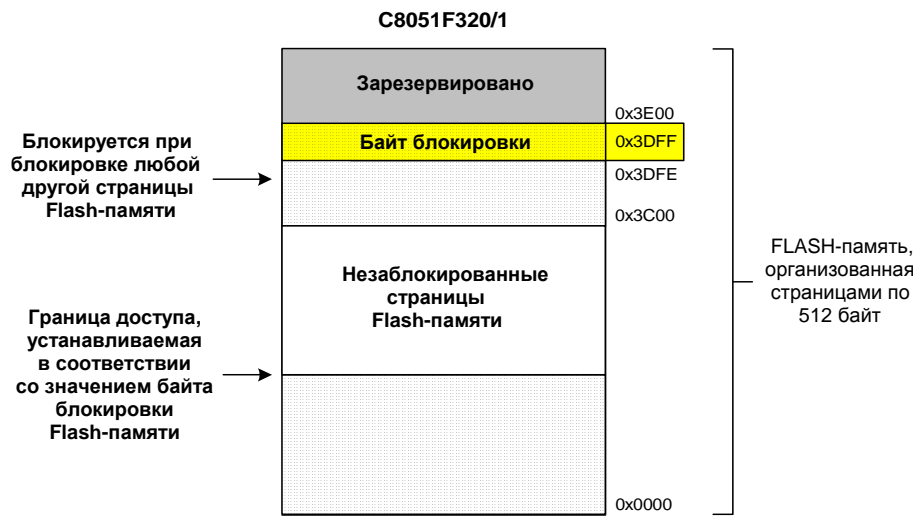 C8051F320/1
Зарезервировано
0x3E00
Байт блокировки
0x3DFF
0x3DFE
0x3C00
Блокируется при
блокировке любой
другой страницы
Flash-памяти
Незаблокированные
страницы
Flash-памяти
FLASH-память,
организованная
страницами по
512 байт
Граница доступа,
устанавливаемая
в соответствии
со значением байта
блокировки
Flash-памяти
0x0000